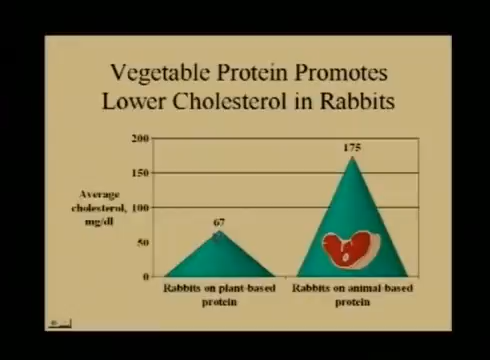 Vegetable Protein Promotes
Lower Cholesterol in Rabbits
200
175
150
Average
cholesterol,
mg/dl
100
67
50
0
Rabbits on plant-based
protein
Rabbits on animal-based
protein